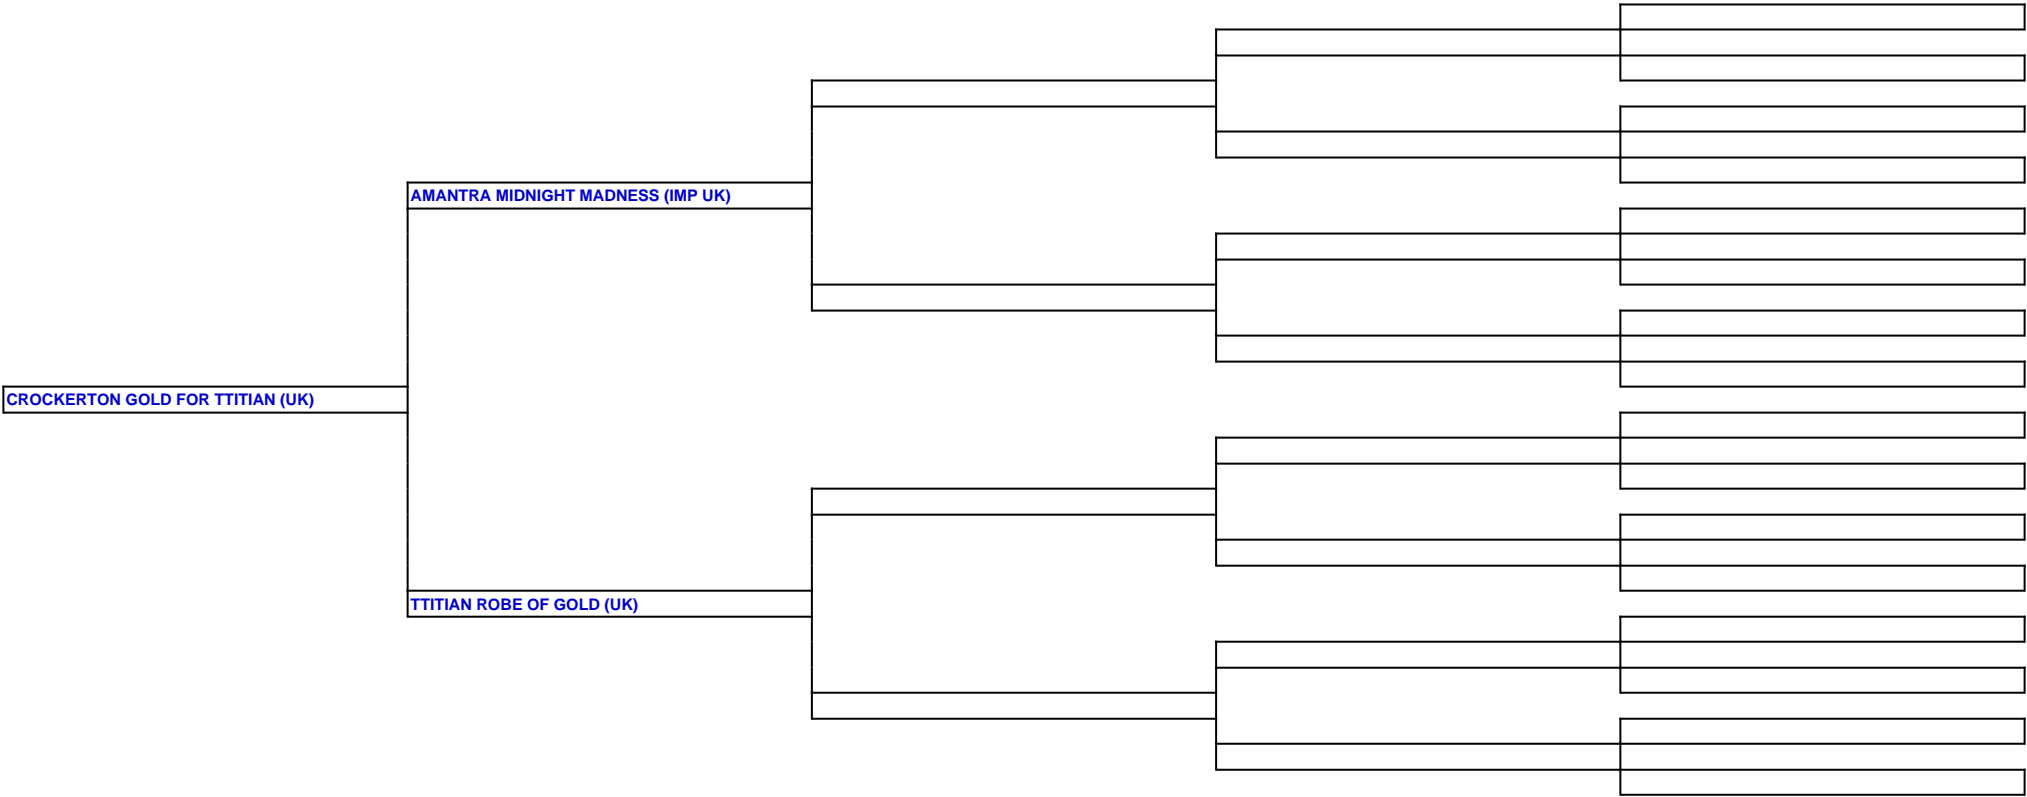 AMANTRA MIDNIGHT MADNESS (IMP UK)
CROCKERTON GOLD FOR TTITIAN (UK)
TTITIAN ROBE OF GOLD (UK)